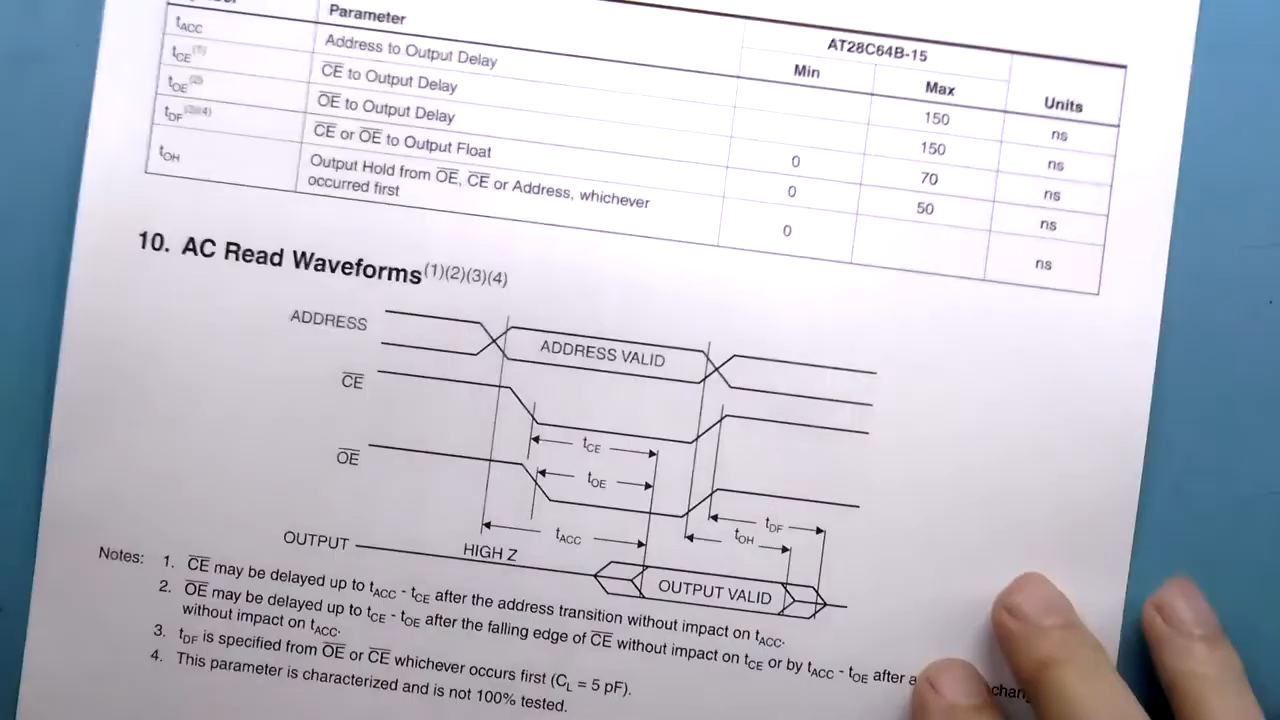 Parameter
AT28C64B-15
Min
Max
Units
tACC
Address to Output Delay
150
ns
tCE(1)
CE to Output Delay
150
ns
tOE(2)
OE to Output Delay
0
70
ns
tDF(3)(4)
CE or OE to Output Float
0
50
ns
tOH
Output Hold from OE, CE or Address, whichever
occurred first
0
ns
10. AC Read Waveforms(1)(2)(3)(4)
ADDRESS
ADDRESS VALID
CE
tCE
OE
tOE
tACC
tDF
tOH
OUTPUT
HIGH Z
OUTPUT VALID
Notes: 1. CE may be delayed up to tACC - tCE after the address transition without impact on tACC.
2. OE may be delayed up to tCE - tOE after the falling edge of CE without impact on tCE or by tACC - tOE after a
without impact on tACC.
3. tDF is specified from OE or CE whichever occurs first (CL = 5 pF).
4. This parameter is characterized and is not 100% tested.